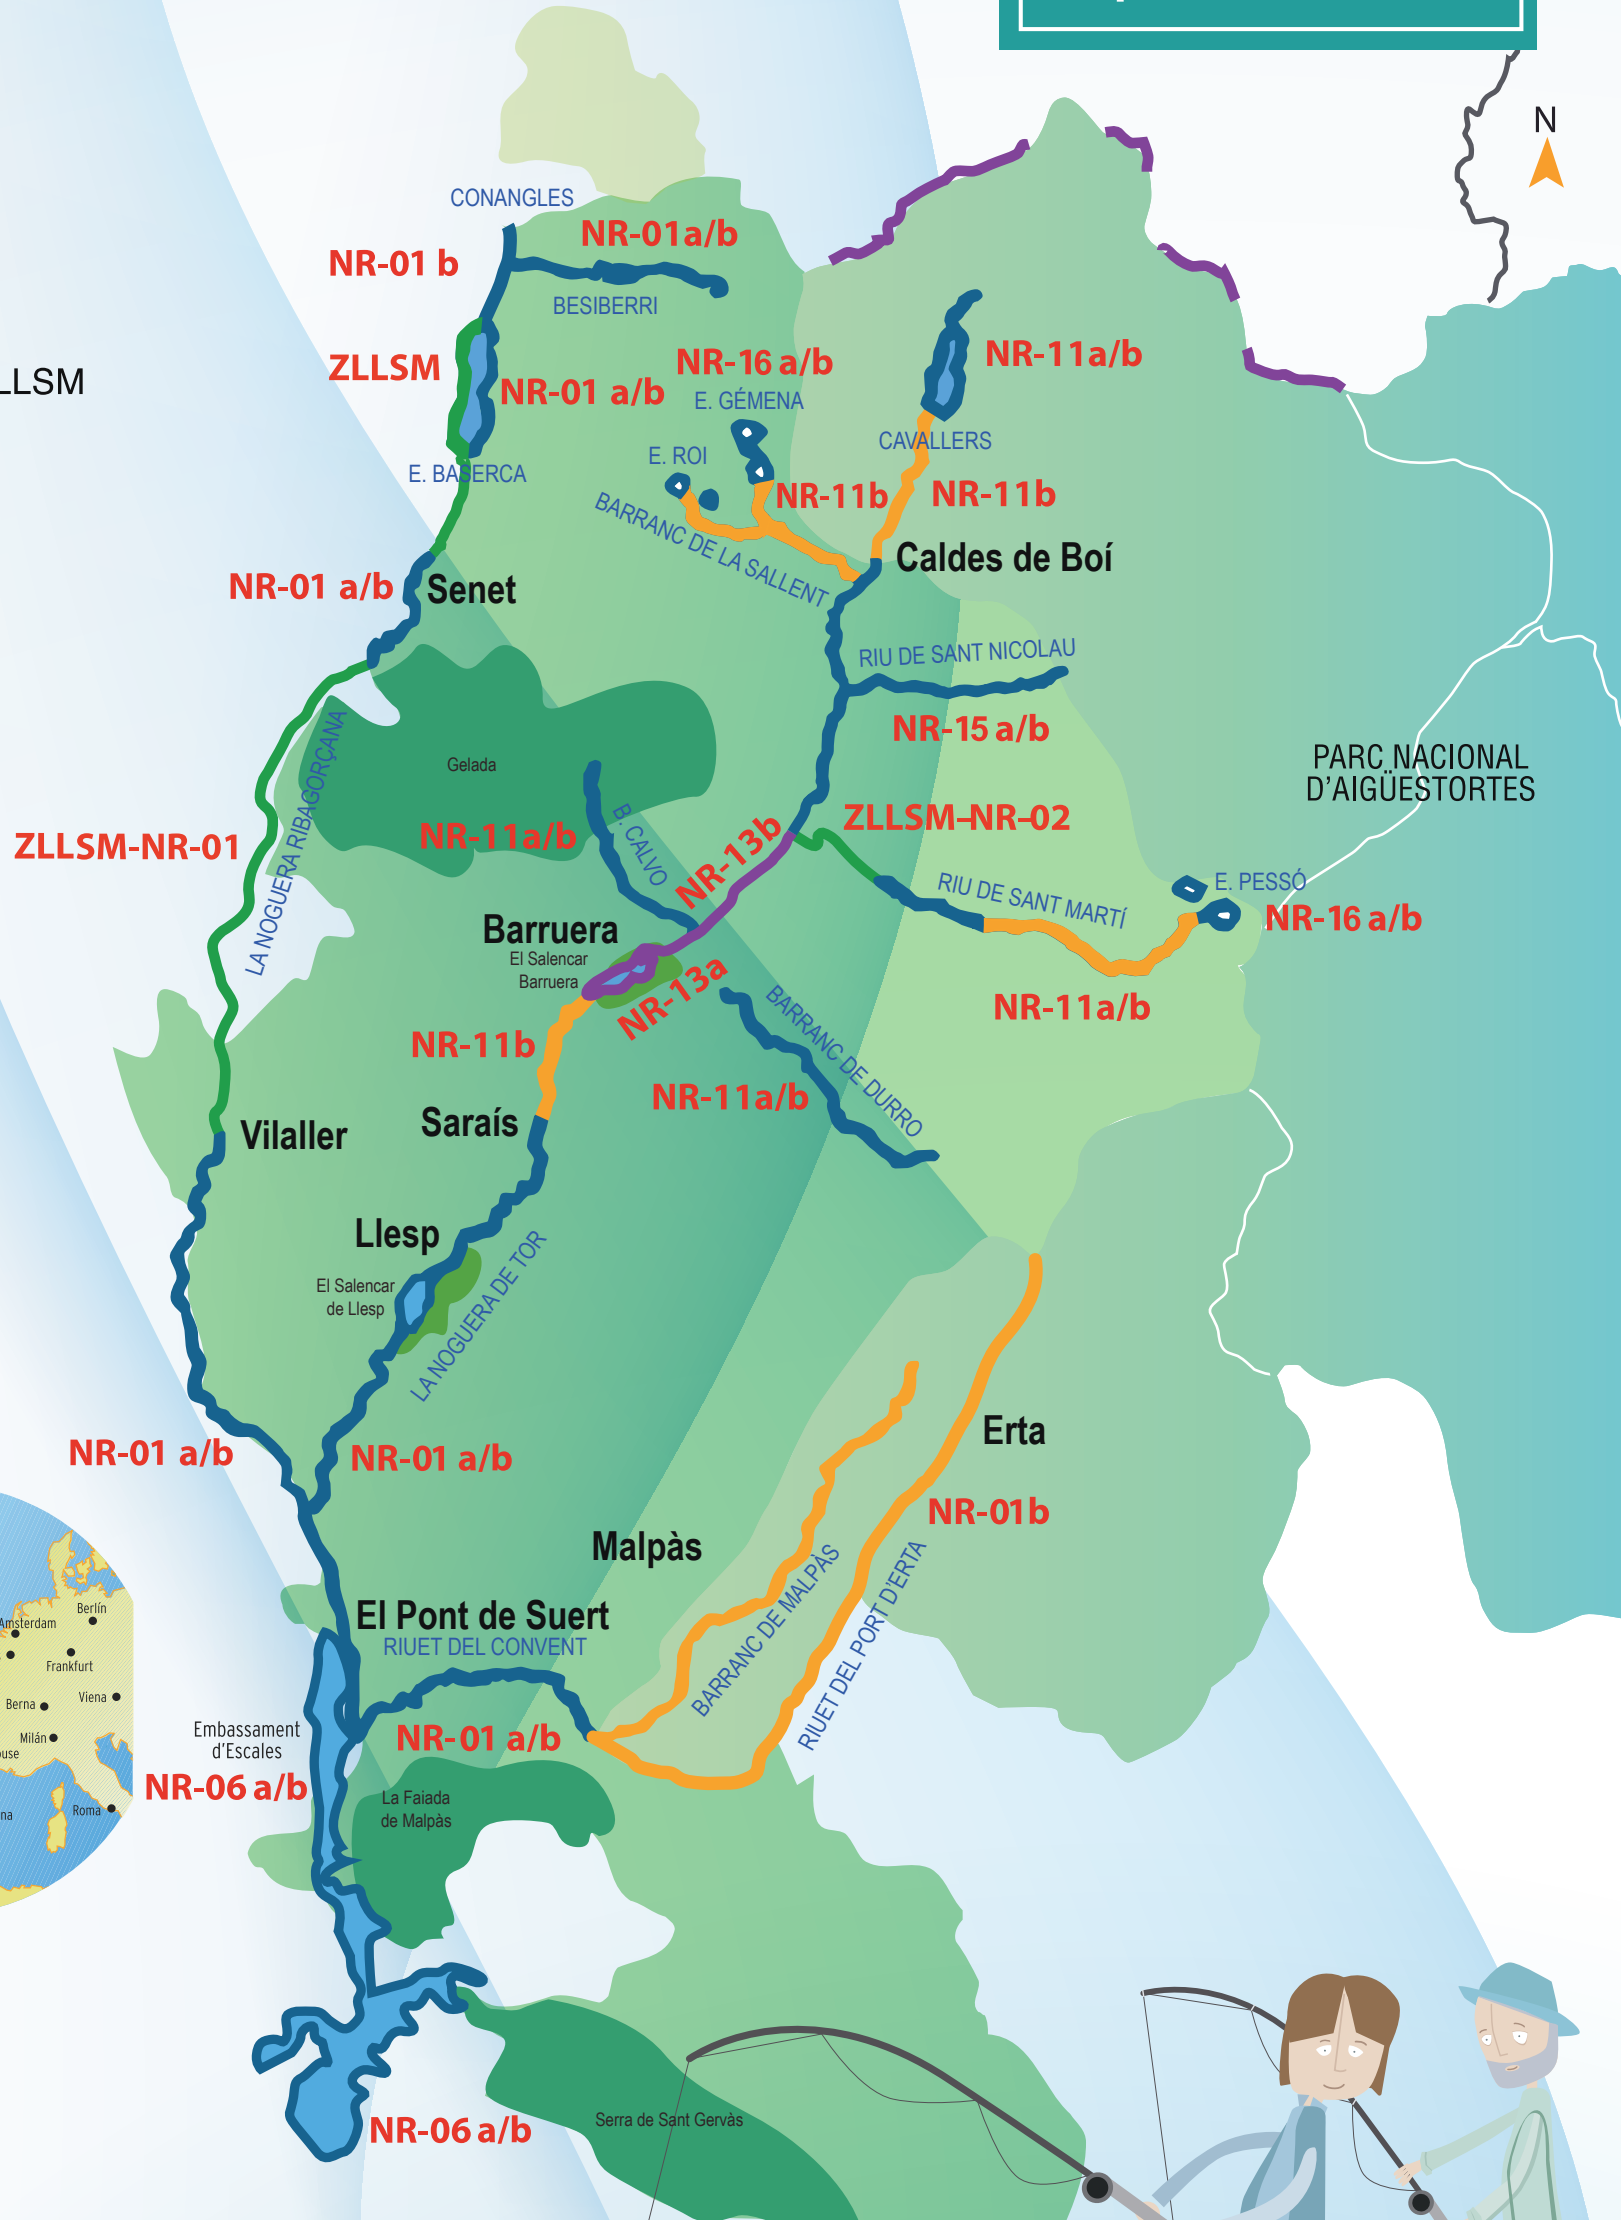 N
CONANGLES
NR-01a/b
NR-01 b
BESIBERRI
ZLLSM
NR-16 a/b
NR-11a/b
LLSM
NR-01 a/b
E. GÉMENA
CAVALLERS
E. ROI
E. BASERCA
NR-11b
NR-11b
BARRANC DE LA SALLENT
Caldes de Boí
NR-01 a/b
Senet
RIU DE SANT NICOLAU
NR-15 a/b
LA NOGUERA RIBAGORÇANA
Gelada
PARC NACIONAL
D'AIGÜESTORTES
ZLLSM-NR-01
NR-11a/b
B. CALVO
NR-13b
ZLLSM-NR-02
RIU DE SANT MARTÍ
E. PESSÓ
NR-16 a/b
Barruera
El Salencar
Barruera
NR-13a
NR-11a/b
BARRANC DE DURRO
NR-11b
NR-11a/b
Saraís
Vilaller
Llesp
El Salencar
de Llesp
LA NOGUERA DE TOR
NR-01 a/b
NR-01 a/b
Erta
NR-01b
Malpàs
BARRANC DE MALPÀS
RIUET DEL PORT D'ERTA
El Pont de Suert
RIUET DEL CONVENT
Amsterdam
Berlín
Frankfurt
Berna
Viena
Milán
Roma
Embassament
d'Escales
NR-01 a/b
NR-06 a/b
La Faiada
de Malpàs
NR-06 a/b
Serra de Sant Gervàs